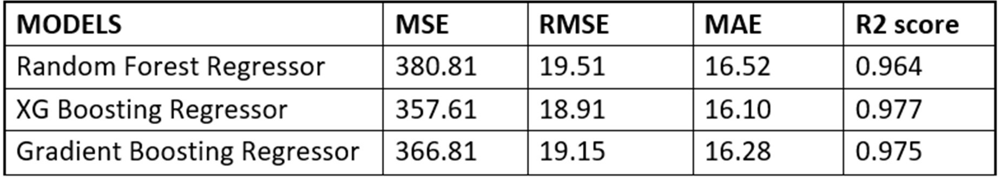 MODELS MSE RMSE MAE R2 score
Random Forest Regressor 380.81 19.51 16.52 0.964
XG Boosting Regressor 357.61 18.91 16.10 0.977
Gradient Boosting Regressor 366.81 19.15 16.28 0.975